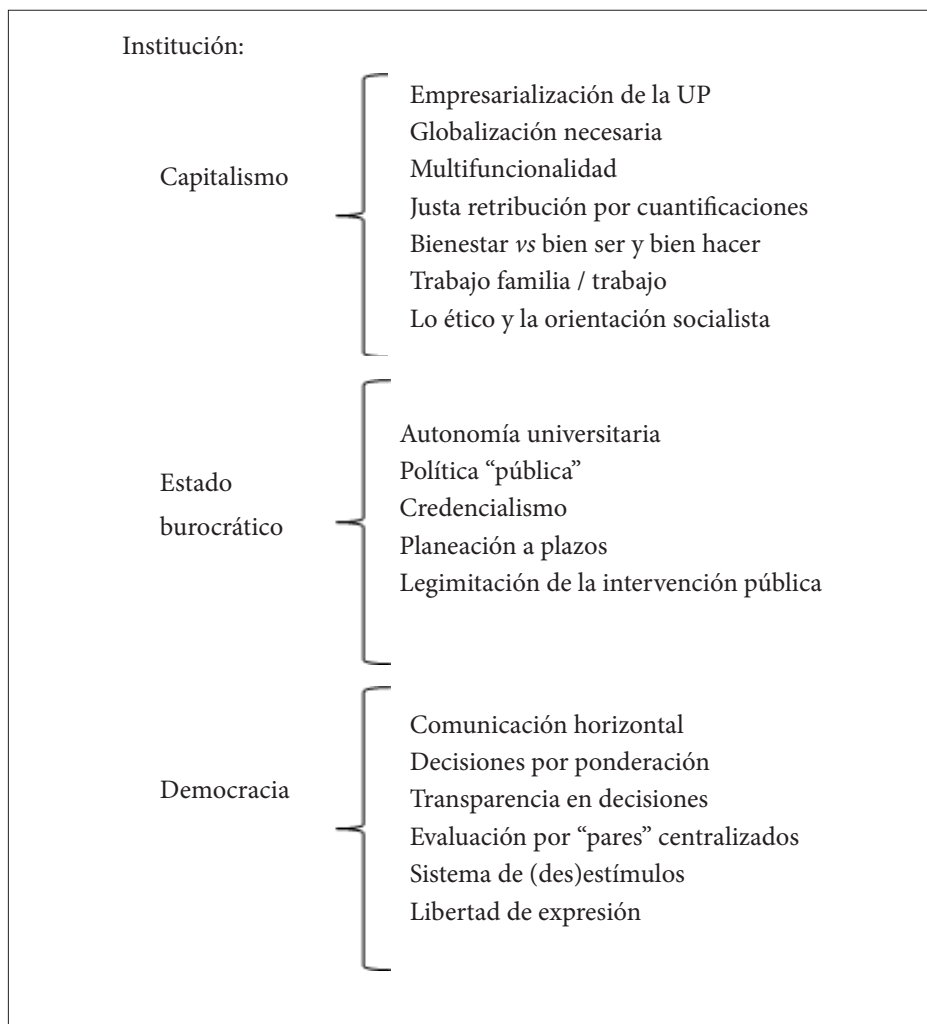 Institución:
Capitalismo
Empresarialización de la UP
Globalización necesaria
Multifuncionalidad
Justa retribución por cuantificaciones
Bienestar vs bien ser y bien hacer
Trabajo familia / trabajo
Lo ético y la orientación socialista
Estado
burocrático
Autonomía universitaria
Política “pública”
Credencialismo
Planeación a plazos
Legimitación de la intervención pública
Democracia
Comunicación horizontal
Decisiones por ponderación
Transparencia en decisiones
Evaluación por “pares” centralizados
Sistema de (des)estímulos
Libertad de expresión